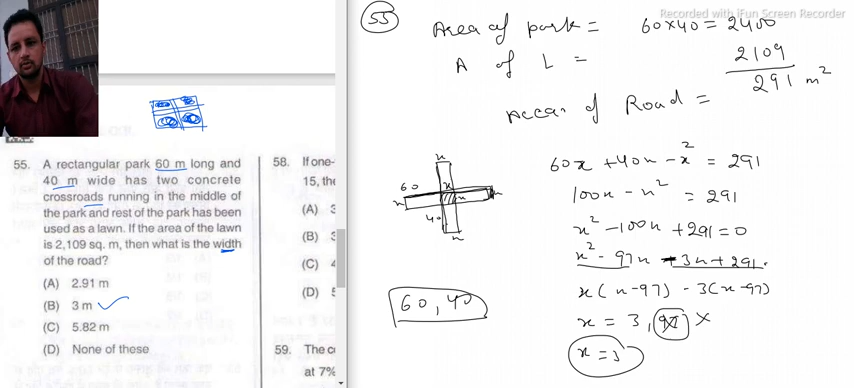 55
Recorded with iFun Screen Recorder
Area of park = 60 x 40 = 2400
A of L = 2109
291 m²
Area of Road =
55. A rectangular park 60 m long and
40 m wide has two concrete
crossroads running in the middle of
the park and rest of the park has been
used as a lawn. If the area of the lawn
is 2,109 sq. m, then what is the width
of the road?
(A) 2.91 m
(B) 3 m
(C) 5.82 m
(D) None of these
58. If one-
15, the
(A) 3
(B) 3
(C) 4
(D) 5
59. The co
at 7%
x
60
x
x
x
x
40
x
60, 40
60x + 40x - x² = 291
100x - x² = 291
x² - 100x + 291 = 0
x² - 97x - 3x + 291.
x(x-97) - 3(x-97)
x = 3, 97 ×
x = 3